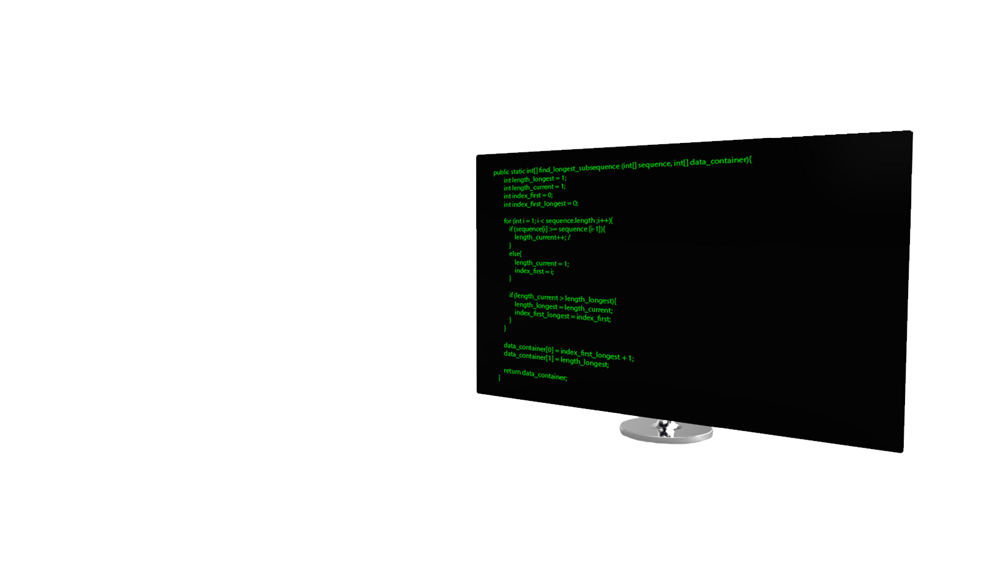 public static int[] find_longest_subsequence (int[] sequence, int[] data_container){
int length_longest = 1;
int length_current = 1;
int index_first = 0;
int index_first_longest = 0;
for (int i = 1; i < sequence.length ;i++){
if (sequence[i] >= sequence [i-1]){
length_current++; /
}
else{
length_current = 1;
index_first = i;
}
if (length_current > length_longest){
length_longest = length_current;
index_first_longest = index_first;
}
}
data_container[0] = index_first_longest + 1;
data_container[1] = length_longest;
return data_container;
}